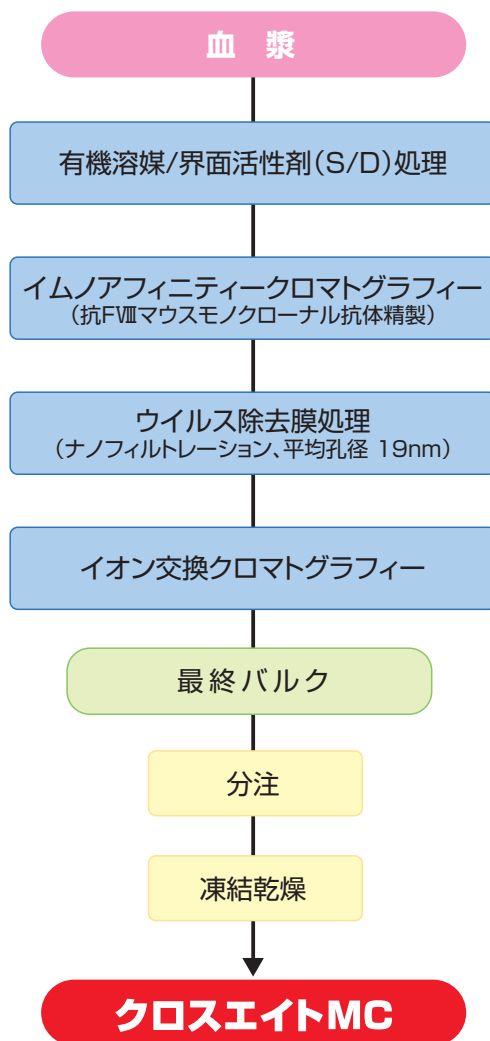 血 漿
有機溶媒/界面活性剤(S/D)処理
イムノアフィニティークロマトグラフィー
(抗FⅧマウスモノクローナル抗体精製)
ウイルス除去膜処理
(ナノフィルトレーション、平均孔径 19nm)
イオン交換クロマトグラフィー
最終バルク
分注
凍結乾燥
クロスエイトMC